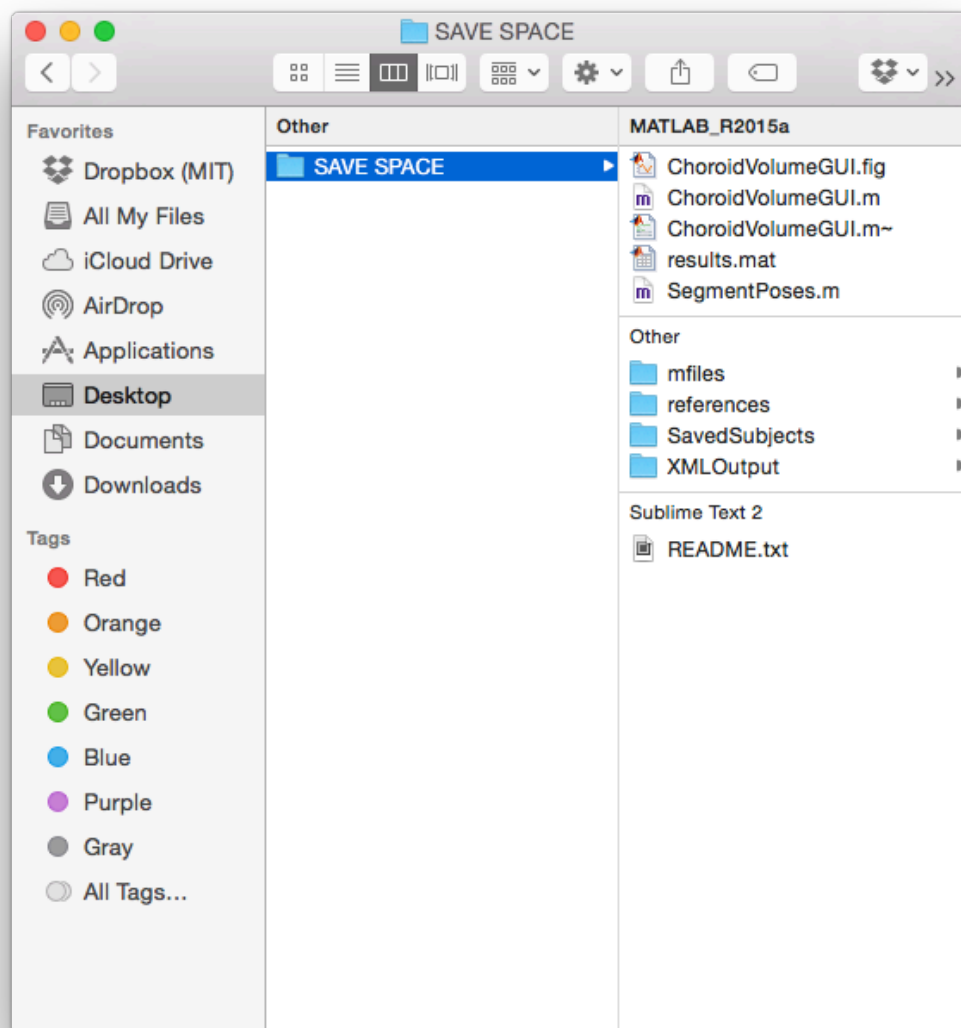 SAVE SPACE
Favorites
Dropbox (MIT)
All My Files
iCloud Drive
AirDrop
Applications
Desktop
Documents
Downloads
Tags
Red
Orange
Yellow
Green
Blue
Purple
Gray
All Tags...
Other
SAVE SPACE
MATLAB_R2015a
ChoroidVolumeGUI.fig
ChoroidVolumeGUI.m
ChoroidVolumeGUI.m~
results.mat
SegmentPoses.m
Other
mfiles
references
SavedSubjects
XMLOutput
Sublime Text 2
README.txt